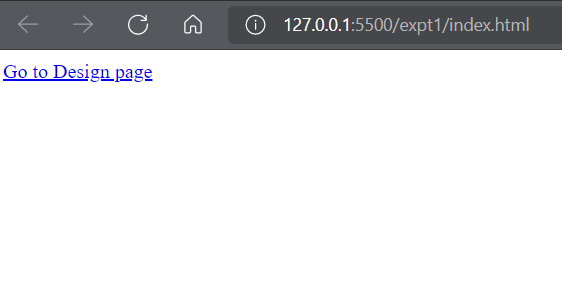 127.0.0.1:5500/expt1/index.html
Go to Design page